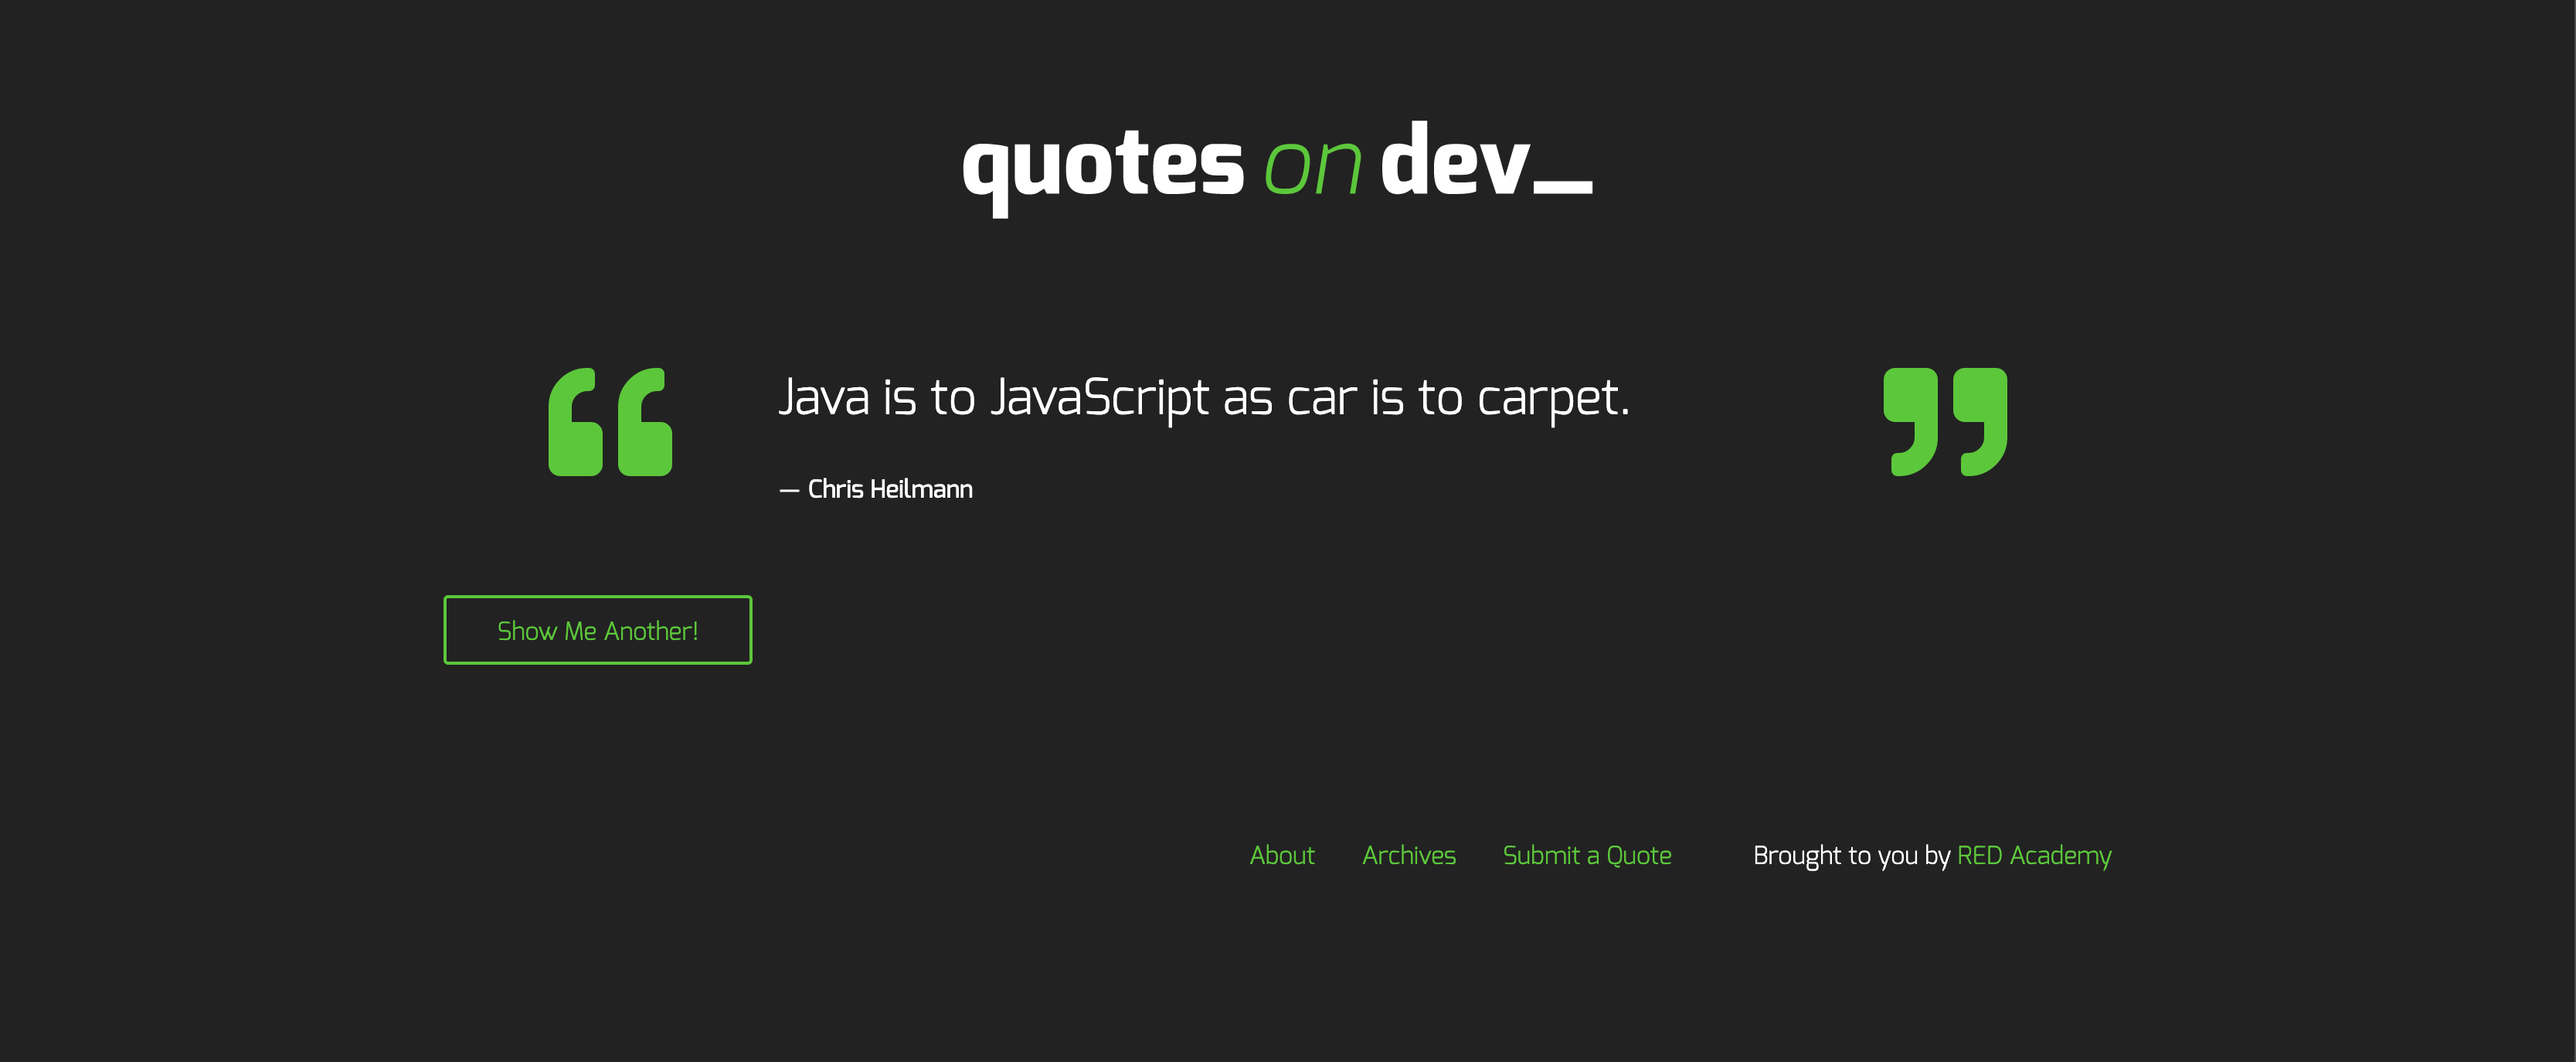 quotes on dev_
Java is to JavaScript as car is to carpet.
— Chris Heilmann
Show Me Another!
About Archives Submit a Quote Brought to you by RED Academy